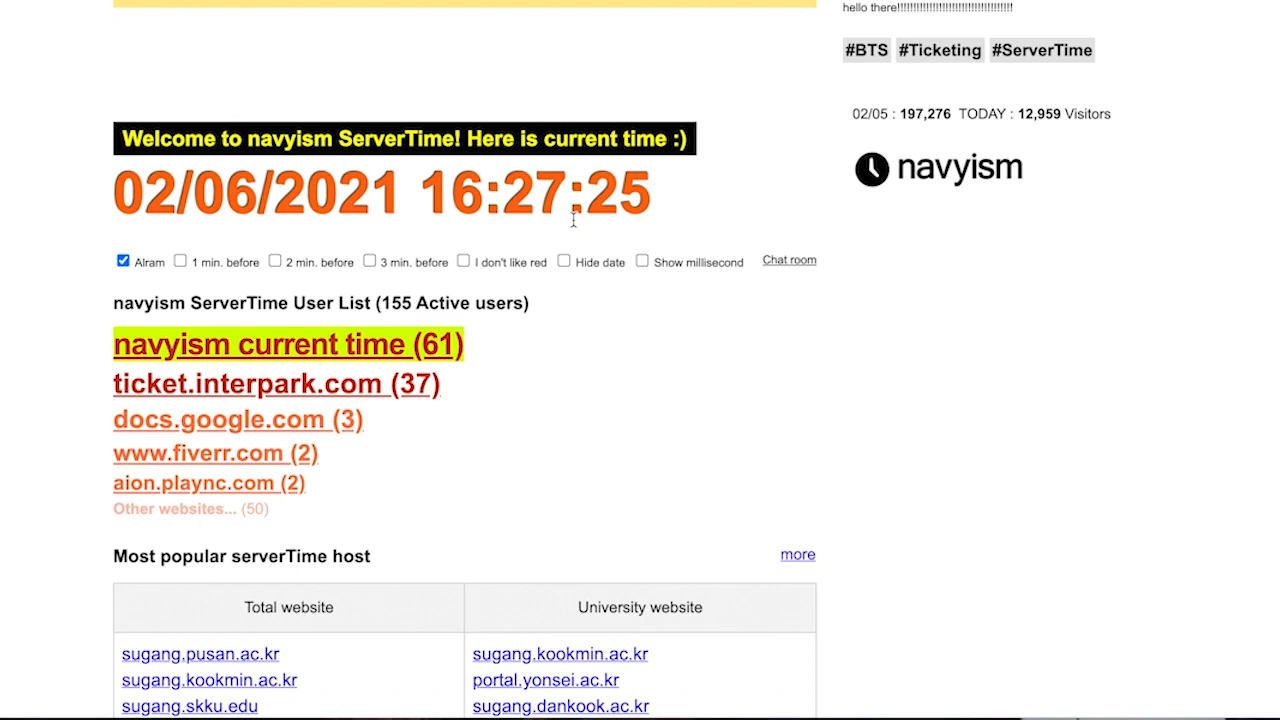 hello there!!!!!!!!!!!!!!!!!!!!!!!!!!!!!!!!!!!!
#BTS #Ticketing #ServerTime
02/05 : 197,276 TODAY : 12,959 Visitors
navyism
Welcome to navyism ServerTime! Here is current time :)
02/06/2021 16:27:25
Alram 1 min. before 2 min. before 3 min. before I don't like red Hide date Show millisecond Chat room
navyism ServerTime User List (155 Active users)
navyism current time (61)
ticket.interpark.com (37)
docs.google.com (3)
www.fiverr.com (2)
aion.plaync.com (2)
Other websites... (50)
Most popular serverTime host more
Total website University website
sugang.pusan.ac.kr sugang.kookmin.ac.kr
sugang.kookmin.ac.kr portal.yonsei.ac.kr
sugang.skku.edu sugang.dankook.ac.kr